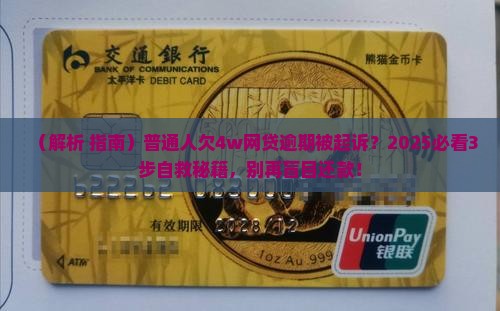 交通銀行
BANK OF COMMUNICATIONS
太平洋卡 DEBIT CARD
熊猫金币卡
（解析 指南）普通人欠4w网贷逾期被起诉？2025必看3
步自救秘籍，别再盲目还款！
622262
有效期限 2028/12
1oz Au .999
ATM
UnionPay
银联